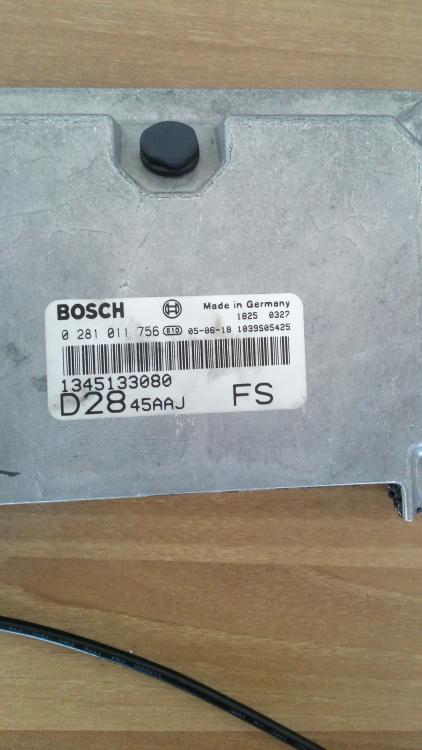 BOSCH Made in Germany
1825 0327
0 281 011 756 810 05-06-18 1039S05425
1345133080
D28 45AAJ FS